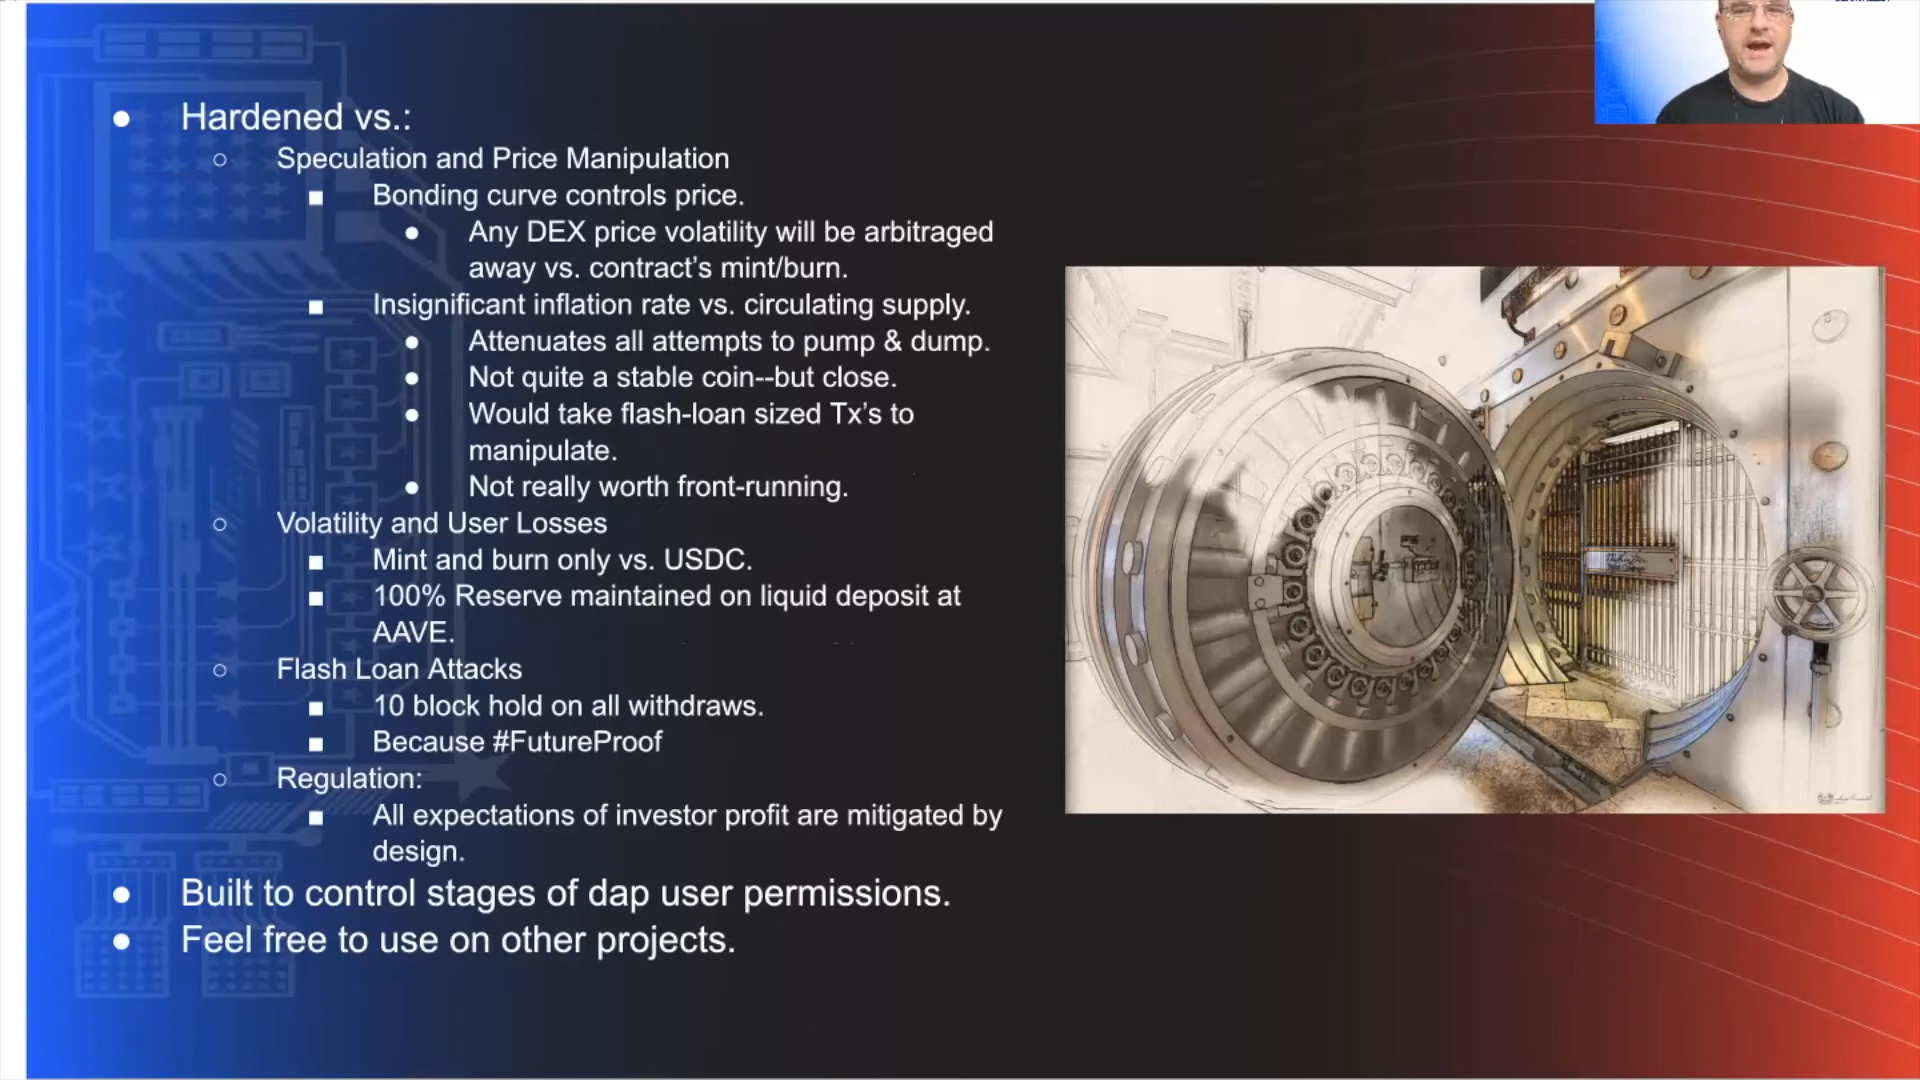 Hardened vs.:
Speculation and Price Manipulation
Bonding curve controls price.
Any DEX price volatility will be arbitraged
away vs. contract’s mint/burn.
Insignificant inflation rate vs. circulating supply.
Attenuates all attempts to pump & dump.
Not quite a stable coin--but close.
Would take flash-loan sized Tx’s to
manipulate.
Not really worth front-running.
Volatility and User Losses
Mint and burn only vs. USDC.
100% Reserve maintained on liquid deposit at
AAVE.
Flash Loan Attacks
10 block hold on all withdraws.
Because #FutureProof
Regulation:
All expectations of investor profit are mitigated by
design.
Built to control stages of dap user permissions.
Feel free to use on other projects.